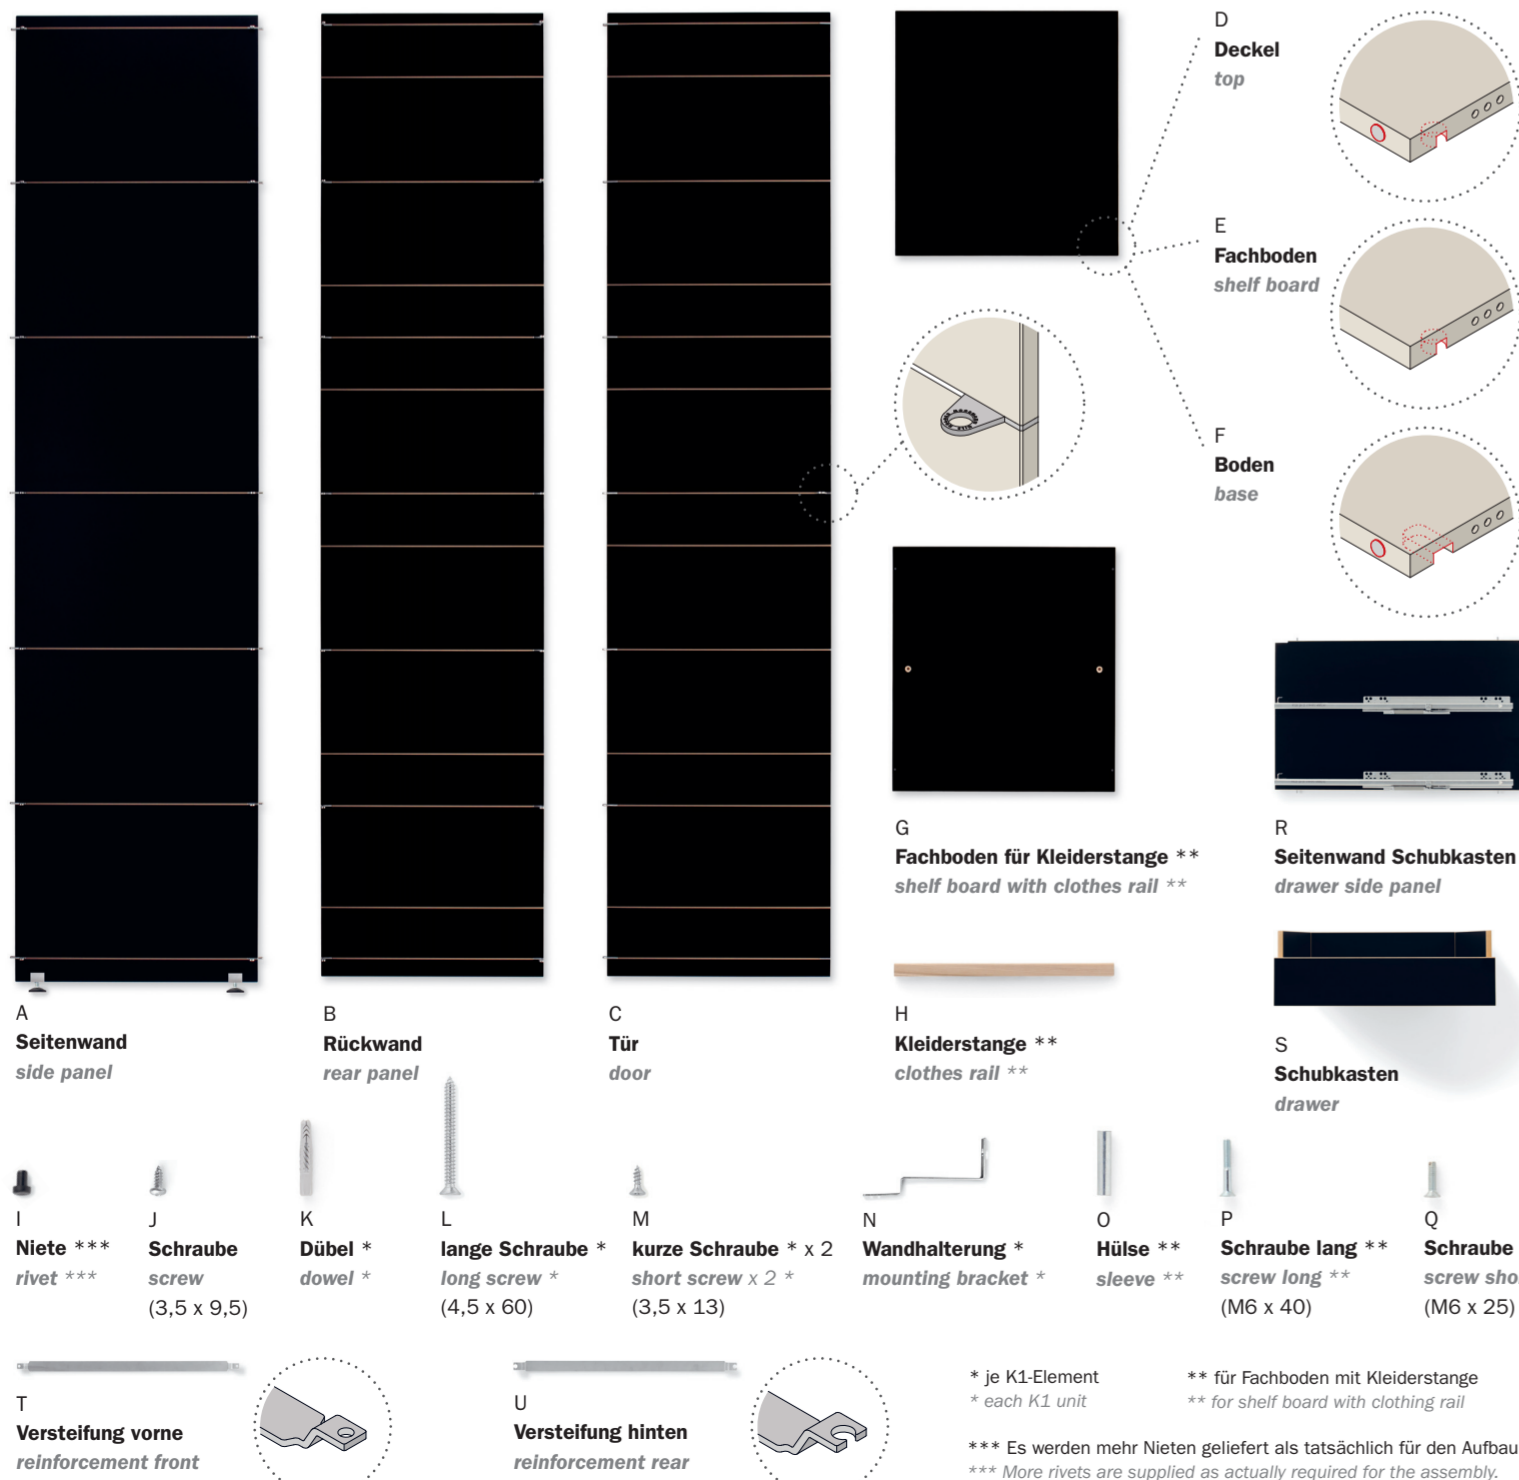 D
Deckel
top
E
Fachboden
shelf board
F
Boden
base
G
Fachboden für Kleiderstange **
shelf board with clothes rail **
R
Seitenwand Schubkasten
drawer side panel
A
Seitenwand
side panel
B
Rückwand
rear panel
C
Tür
door
H
Kleiderstange **
clothes rail **
S
Schubkasten
drawer
I
Niete ***
rivet ***
J
Schraube
screw
(3,5 x 9,5)
K
Dübel *
dowel *
L
lange Schraube *
long screw *
(4,5 x 60)
M
kurze Schraube * x 2
short screw x 2 *
(3,5 x 13)
N
Wandhalterung *
mounting bracket *
O
Hülse **
sleeve **
P
Schraube lang **
screw long **
(M6 x 40)
Q
Schraube
screw sho
(M6 x 25)
T
Versteifung vorne
reinforcement front
U
Versteifung hinten
reinforcement rear
* je K1-Element
* each K1 unit
** für Fachboden mit Kleiderstange
** for shelf board with clothing rail
*** Es werden mehr Nieten geliefert als tatsächlich für den Aufbau
*** More rivets are supplied as actually required for the assembly.